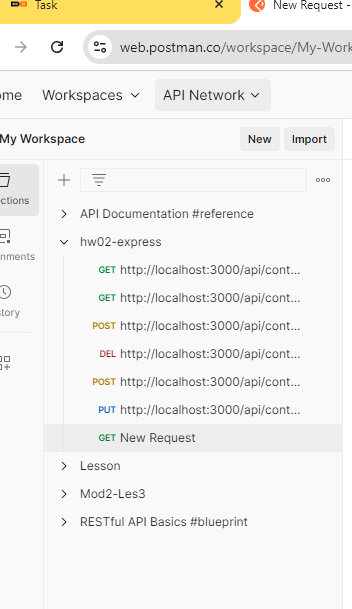 Task
New Request -
web.postman.co/workspace/My-Work
ome
Workspaces
API Network
My Workspace
New
Import
ctions
API Documentation #reference
hw02-express
nments
GET http://localhost:3000/api/cont...
GET http://localhost:3000/api/cont...
tory
POST http://localhost:3000/api/cont...
DEL http://localhost:3000/api/cont...
POST http://localhost:3000/api/cont...
PUT http://localhost:3000/api/cont...
GET New Request
Lesson
Mod2-Les3
RESTful API Basics #blueprint